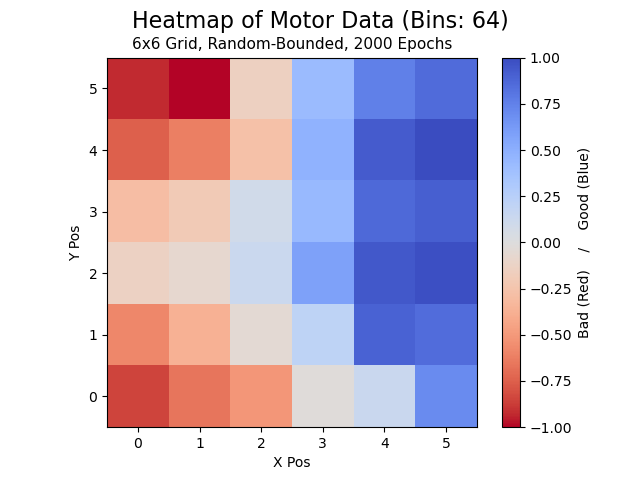 Heatmap of Motor Data (Bins: 64)
6x6 Grid, Random-Bounded, 2000 Epochs
Y Pos
5
4
3
2
1
0
0 1 2 3 4 5
X Pos
1.00
0.75
0.50
0.25
0.00
−0.25
−0.50
−0.75
−1.00
Bad (Red) / Good (Blue)